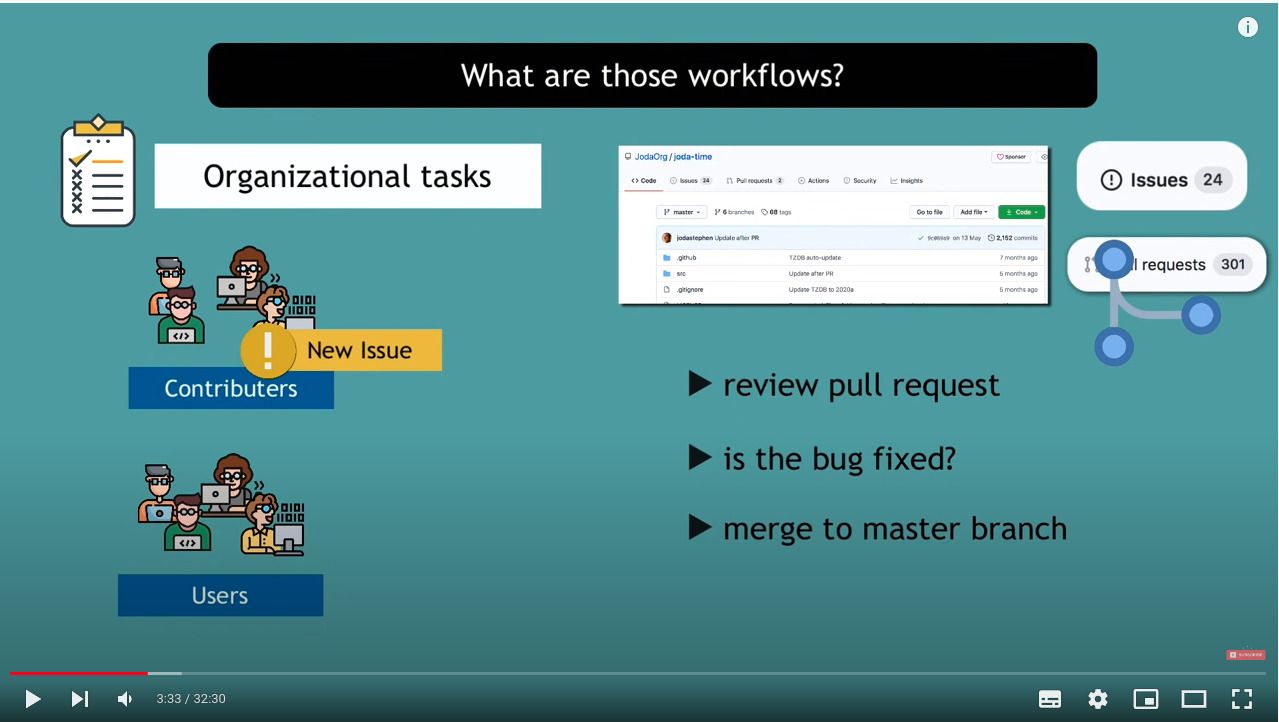 What are those workflows?
Organizational tasks
New Issue
Contributers
Users
JodaOrg / joda-time
Sponsor
Code
Issues 24
Pull requests 2
Actions
Security
Insights
master
6 branches
68 tags
Go to file
Add file
Code
jodastephen Update after PR
on 13 May
2,152 commits
.github
TZDB auto-update
7 months ago
src
Update after PR
5 months ago
.gitignore
Update TZDB to 2020a
5 months ago
Issues 24
ll requests 301
review pull request
is the bug fixed?
merge to master branch
SUBSCRIBE
3:33 / 32:30